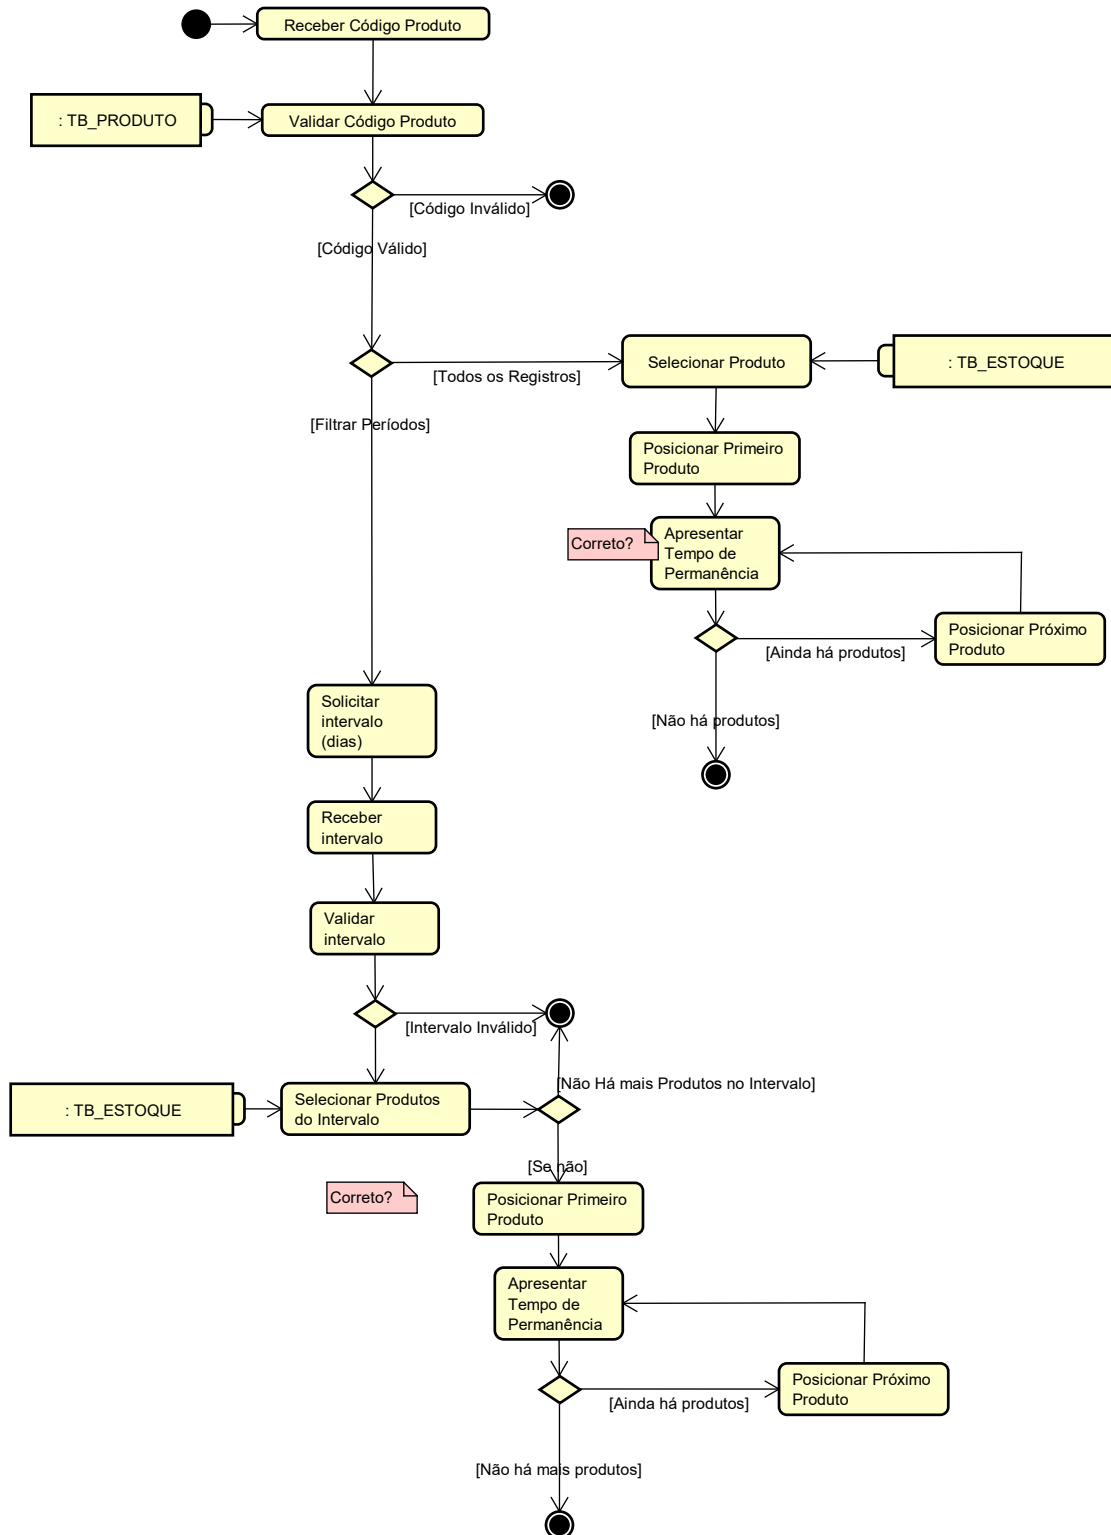 Receber Código Produto
: TB_PRODUTO
Validar Código Produto
[Código Inválido]
[Código Válido]
[Todos os Registros]
Selecionar Produto
: TB_ESTOQUE
[Filtrar Períodos]
Posicionar Primeiro
Produto
Correto?
Apresentar
Tempo de
Permanência
[Ainda há produtos]
Posicionar Próximo
Produto
[Não há produtos]
Solicitar
intervalo
(dias)
Receber
intervalo
Validar
intervalo
[Intervalo Inválido]
[Não Há mais Produtos no Intervalo]
: TB_ESTOQUE
Selecionar Produtos
do Intervalo
[Se não]
Correto?
Posicionar Primeiro
Produto
Apresentar
Tempo de
Permanência
[Ainda há produtos]
Posicionar Próximo
Produto
[Não há mais produtos]